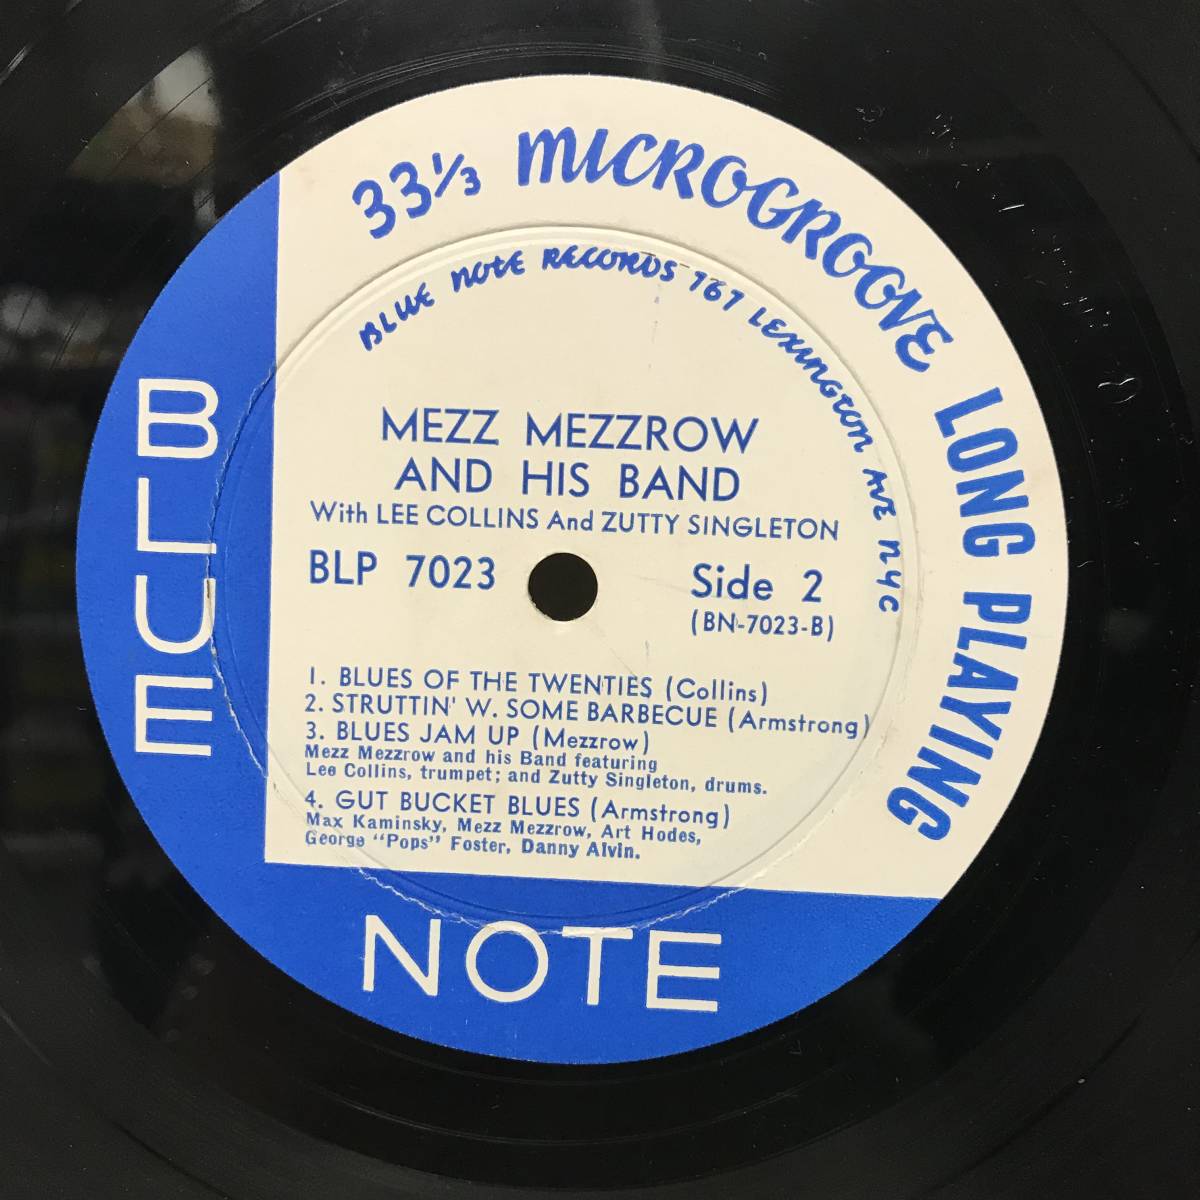 33⅓ MICROGROOVE LONG PLAYING
BLUE NOTE RECORDS 767 LEXINGTON AVE NYC
MEZZ MEZZROW
AND HIS BAND
With LEE COLLINS And ZUTTY SINGLETON
BLP 7023
Side 2
(BN-7023-B)
1. BLUES OF THE TWENTIES (Collins)
2. STRUTTIN' W. SOME BARBECUE (Armstrong)
3. BLUES JAM UP (Mezzrow)
Mezz Mezzrow and his Band featuring
Lee Collins, trumpet; and Zutty Singleton, drums.
4. GUT BUCKET BLUES (Armstrong)
Max Kaminsky, Mezz Mezzrow, Art Hodes,
George "Pops" Foster, Danny Alvin.
BLUE
NOTE